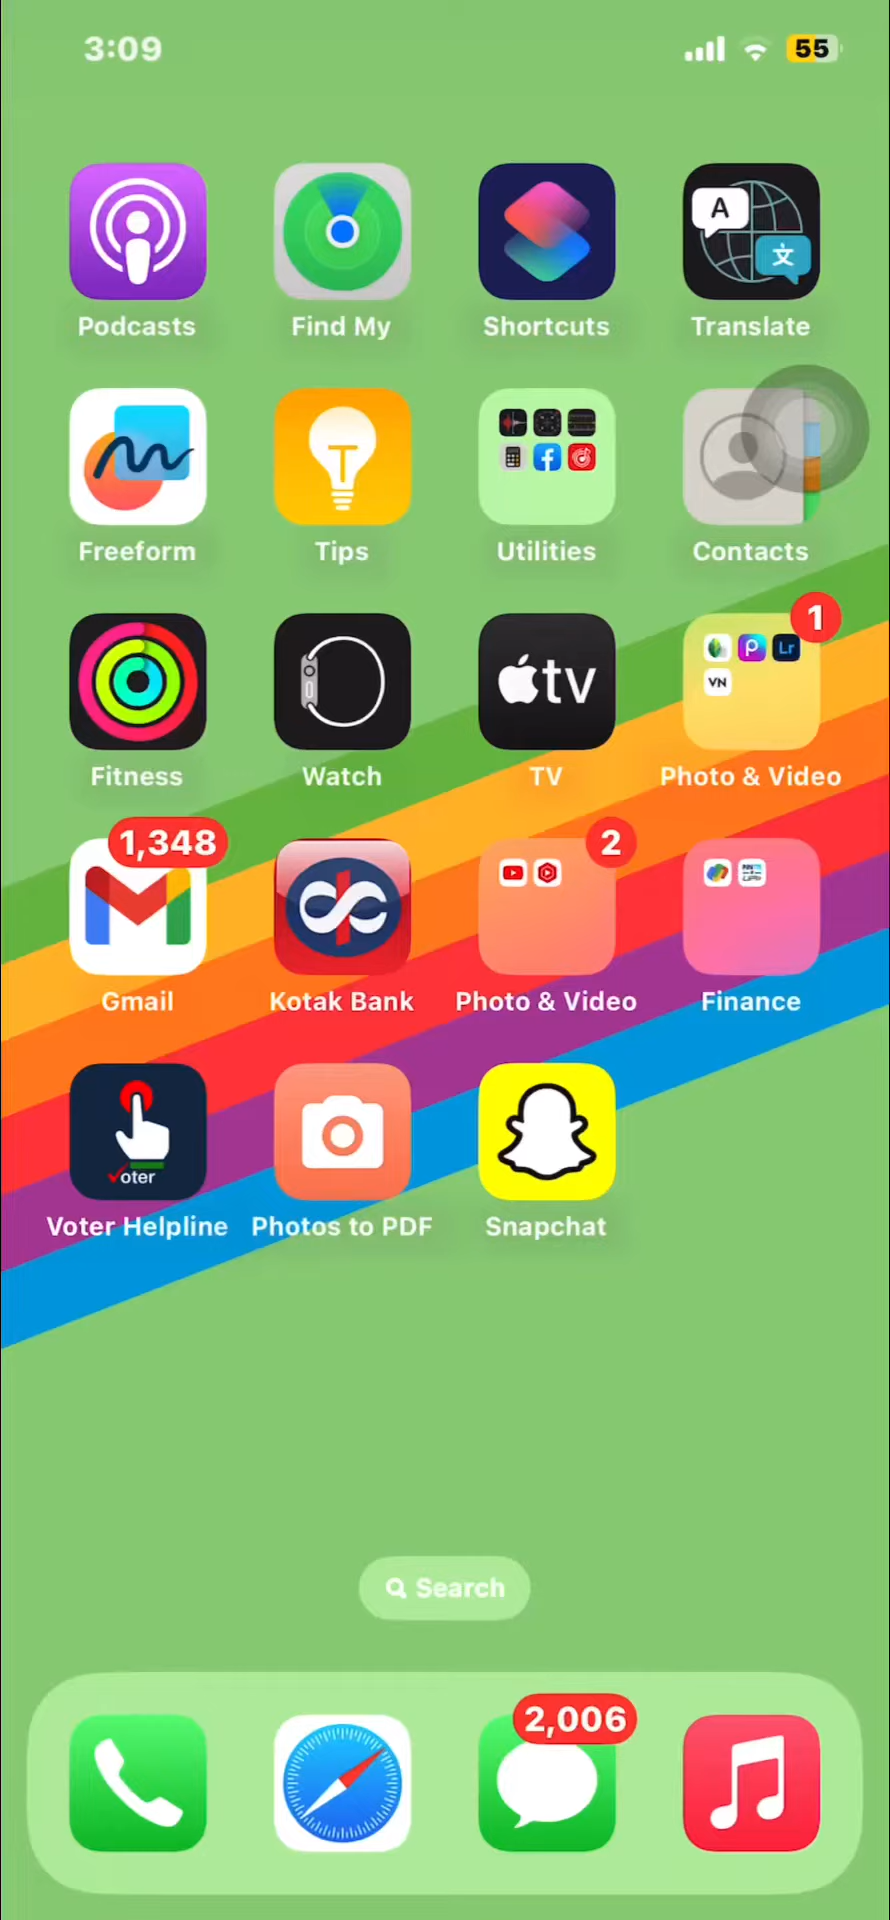 3:09
55
A
文
Podcasts
Find My
Shortcuts
Translate
T
Freeform
Tips
Utilities
Contacts
tv
1
Lr
VN
Fitness
Watch
TV
Photo & Video
1,348
2
Gmail
Kotak Bank
Photo & Video
Finance
oter
Voter Helpline
Photos to PDF
Snapchat
Search
2,006